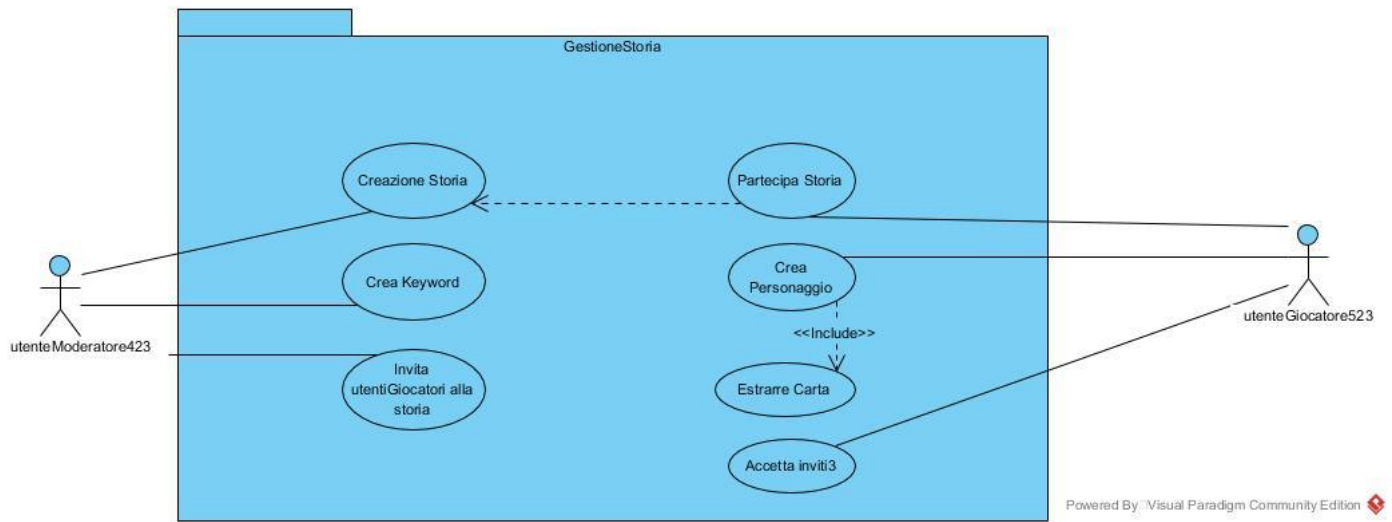 GestioneStoria
Creazione Storia
Partecipa Storia
Crea Keyword
Crea
Personaggio
utenteModeratore423
utenteGiocatore523
<<Include>>
Invita
utentiGiocatori alla
storia
Estrarre Carta
Accetta inviti3
Powered By Visual Paradigm Community Edition